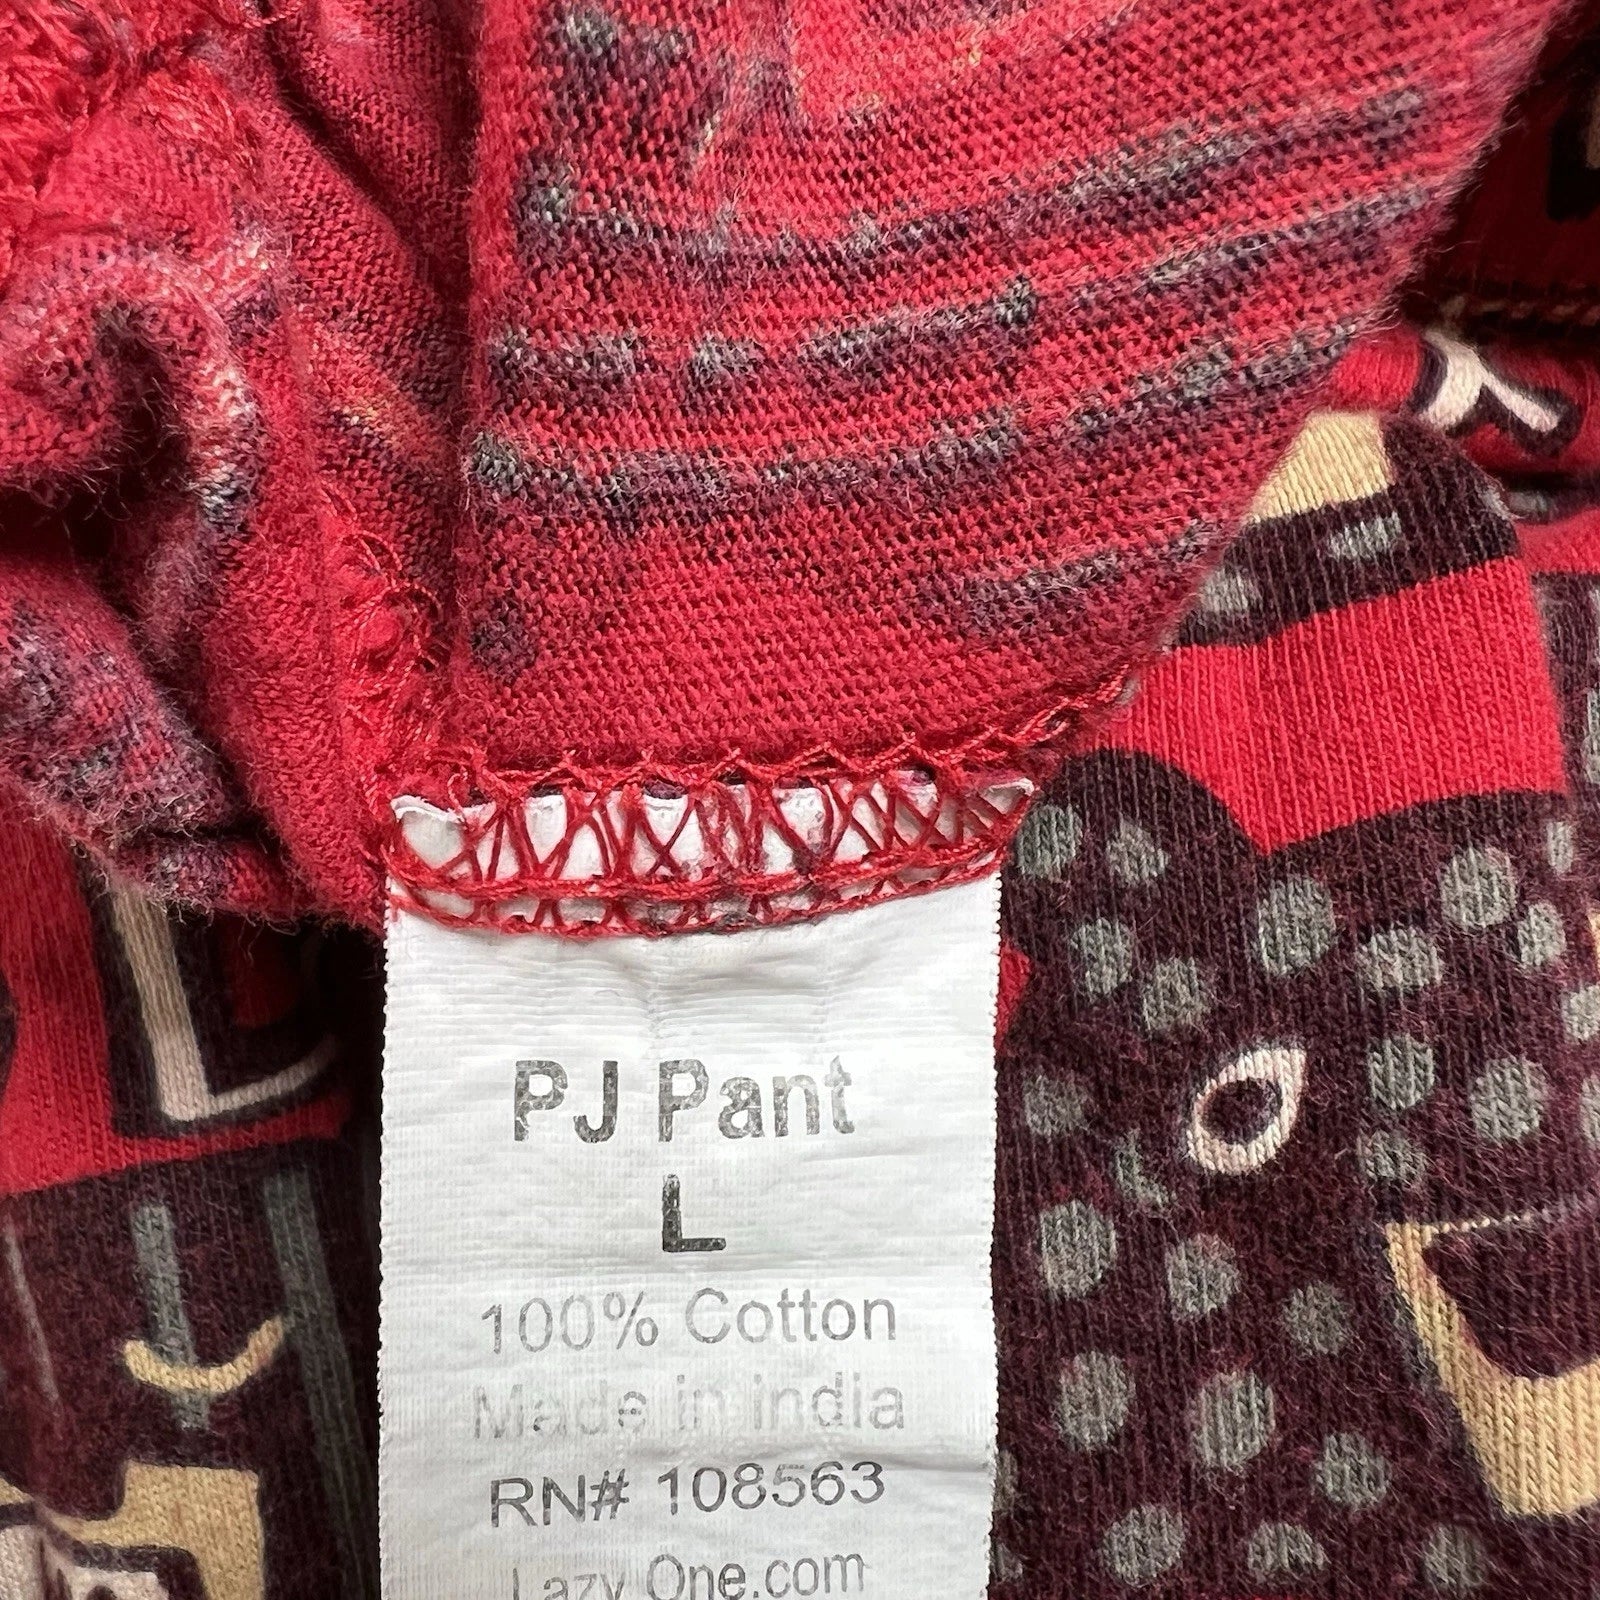 PJ Pant
L
100% Cotton
Made in India
RN# 108563
Lazy One.com